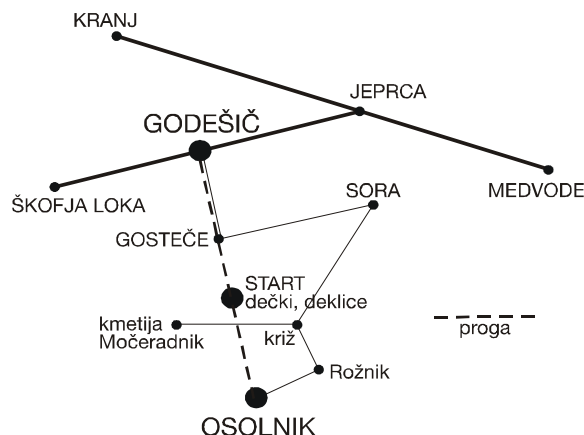 KRANJ
JEPRCA
GODEŠIČ
MEDVODE
ŠKOFJA LOKA
SORA
GOSTEČE
START
dečki, deklice
kmetija
Močeradnik
križ
proga
Rožnik
OSOLNIK